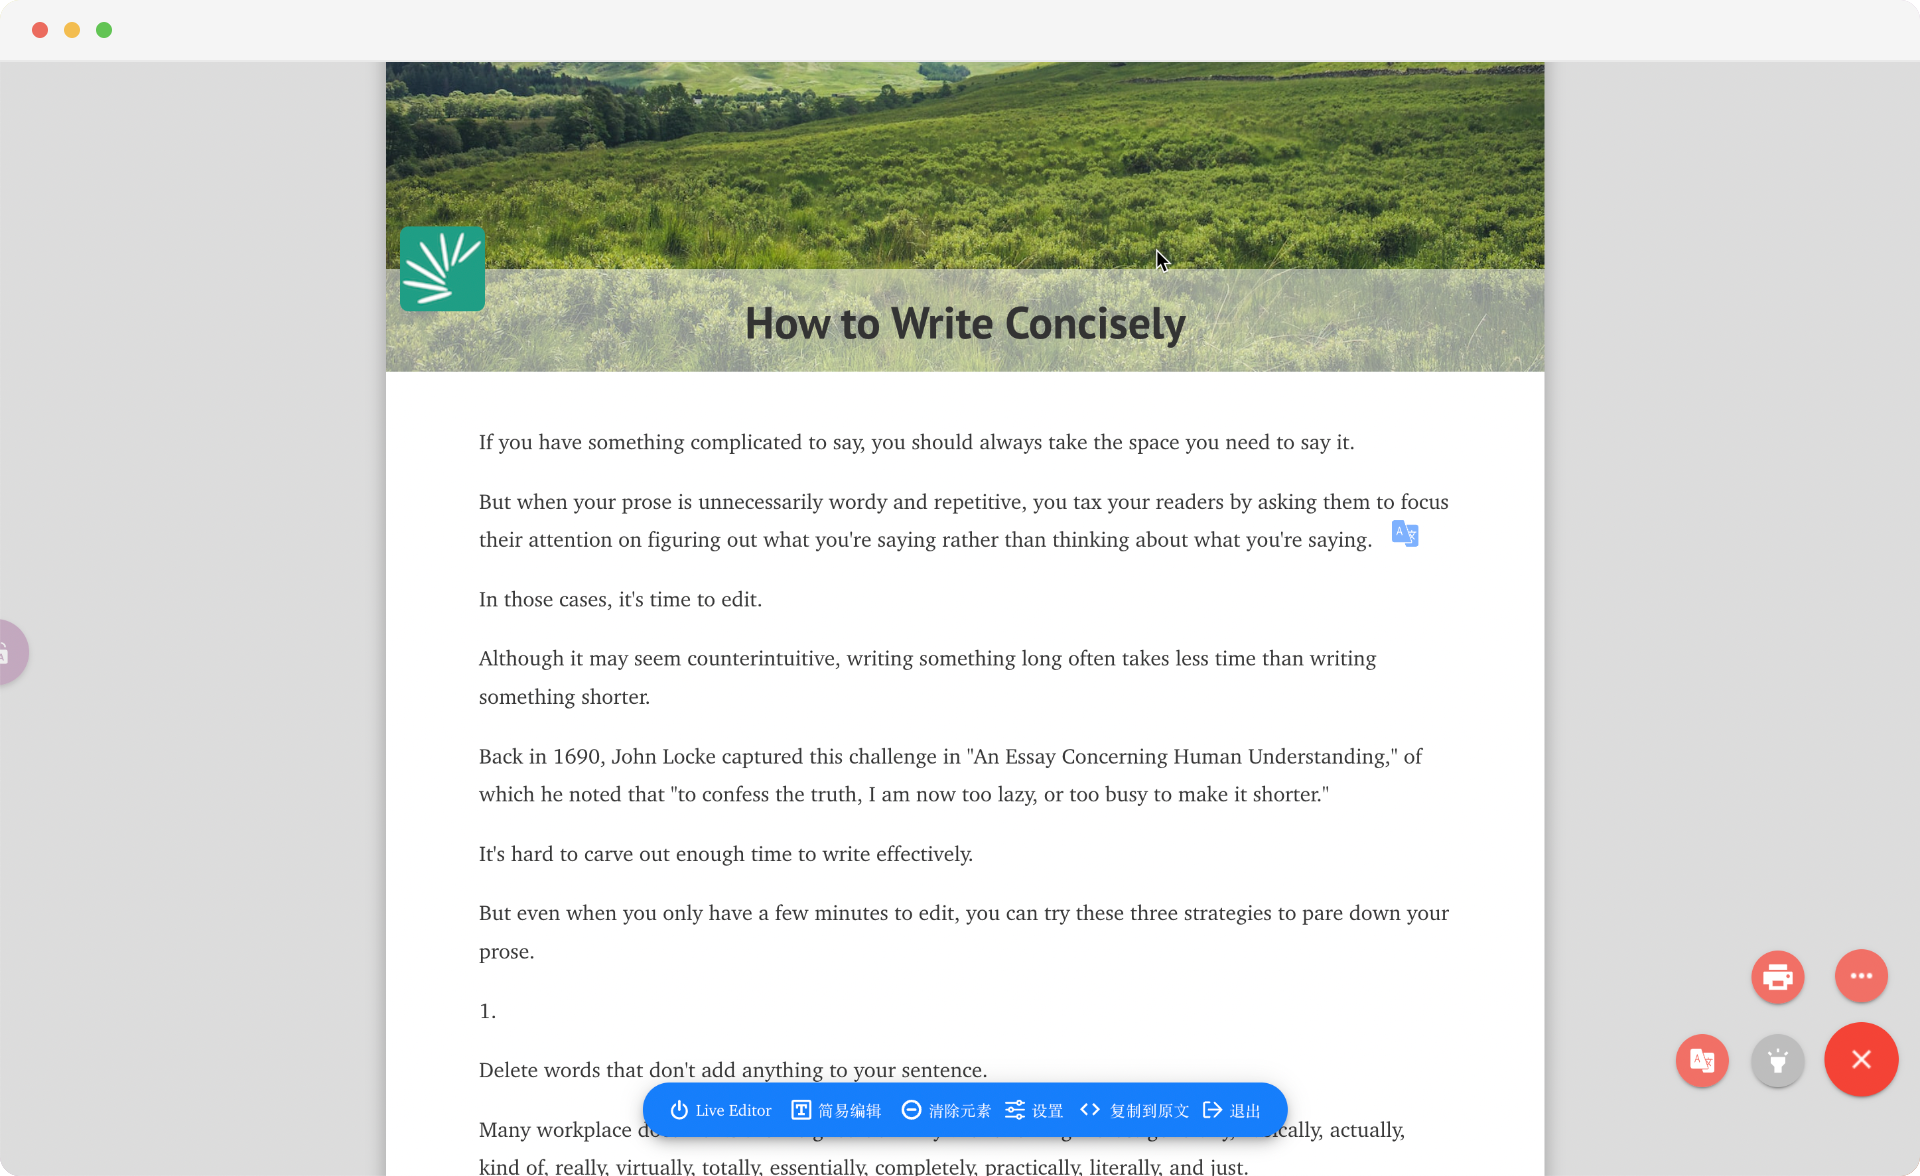 How to Write Concisely
If you have something complicated to say, you should always take the space you need to say it.
But when your prose is unnecessarily wordy and repetitive, you tax your readers by asking them to focus
their attention on figuring out what you're saying rather than thinking about what you're saying.
In those cases, it's time to edit.
Although it may seem counterintuitive, writing something long often takes less time than writing
something shorter.
Back in 1690, John Locke captured this challenge in "An Essay Concerning Human Understanding," of
which he noted that "to confess the truth, I am now too lazy, or too busy to make it shorter."
It's hard to carve out enough time to write effectively.
But even when you only have a few minutes to edit, you can try these three strategies to pare down your
prose.
1.
Delete words that don't add anything to your sentence.
Live Editor 简易编辑 清除元素 设置 复制到原文 退出
Many workplace actually,
kind of, really, virtually, totally, essentially, completely, practically, literally, and just.